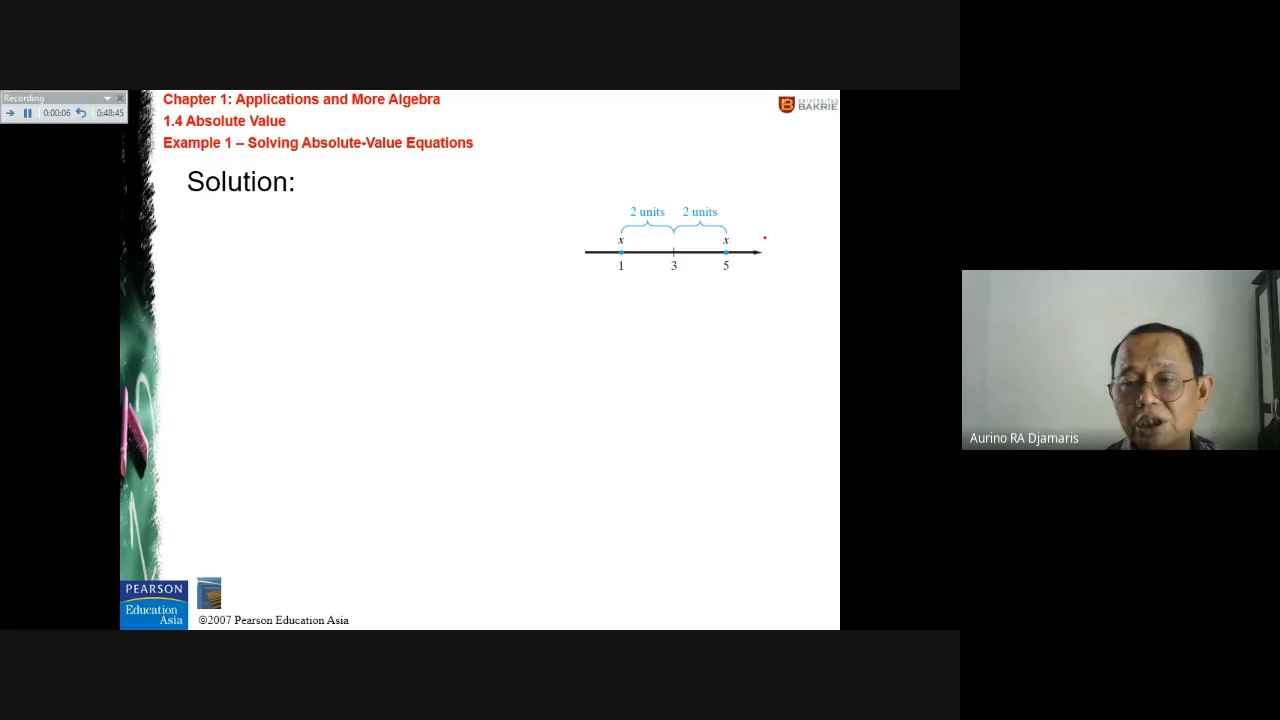 Recording
0:00:06
0:48:45
Chapter 1: Applications and More Algebra
1.4 Absolute Value
Example 1 – Solving Absolute-Value Equations
UNIVERSITAS
BAKRIE
Solution:
2 units 2 units
x x
1 3 5
Aurino RA Djamaris
PEARSON
Education
Asia
©2007 Pearson Education Asia